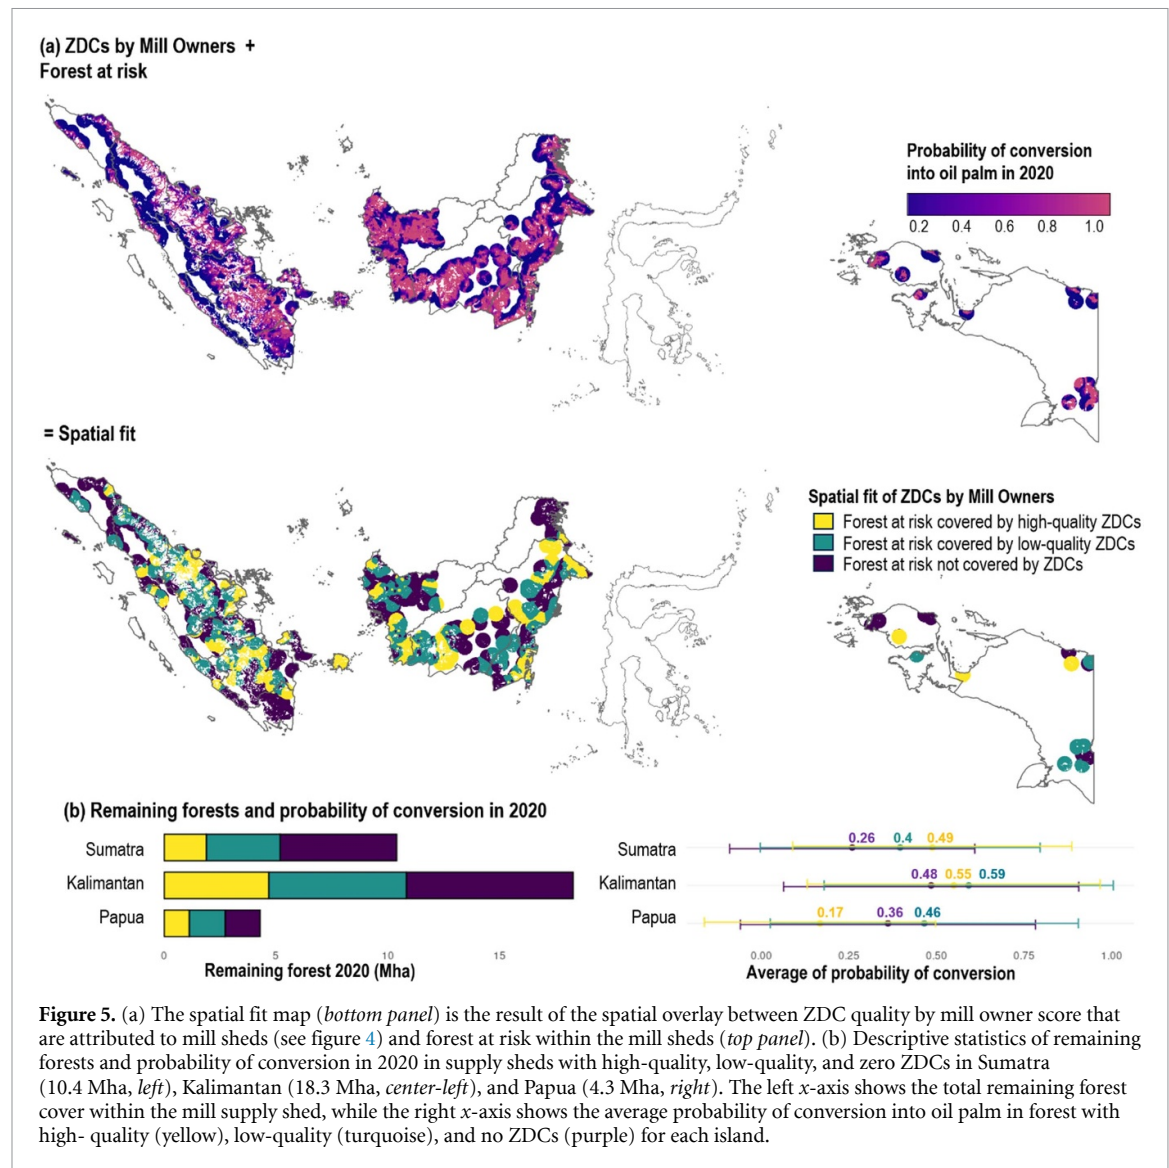 (a) ZDCs by Mill Owners +
Forest at risk
Probability of conversion
into oil palm in 2020
0.2 0.4 0.6 0.8 1.0
= Spatial fit
Spatial fit of ZDCs by Mill Owners
Forest at risk covered by high-quality ZDCs
Forest at risk covered by low-quality ZDCs
Forest at risk not covered by ZDCs
(b) Remaining forests and probability of conversion in 2020
Sumatra
Kalimantan
Papua
0 5 10 15
Remaining forest 2020 (Mha)
Sumatra 0.26 0.4 0.49
Kalimantan 0.48 0.55 0.59
Papua 0.17 0.36 0.46
0.00 0.25 0.50 0.75 1.00
Average of probability of conversion
Figure 5. (a) The spatial fit map (bottom panel) is the result of the spatial overlay between ZDC quality by mill owner score that
are attributed to mill sheds (see figure 4) and forest at risk within the mill sheds (top panel). (b) Descriptive statistics of remaining
forests and probability of conversion in 2020 in supply sheds with high-quality, low-quality, and zero ZDCs in Sumatra
(10.4 Mha, left), Kalimantan (18.3 Mha, center-left), and Papua (4.3 Mha, right). The left x-axis shows the total remaining forest
cover within the mill supply shed, while the right x-axis shows the average probability of conversion into oil palm in forest with
high- quality (yellow), low-quality (turquoise), and no ZDCs (purple) for each island.